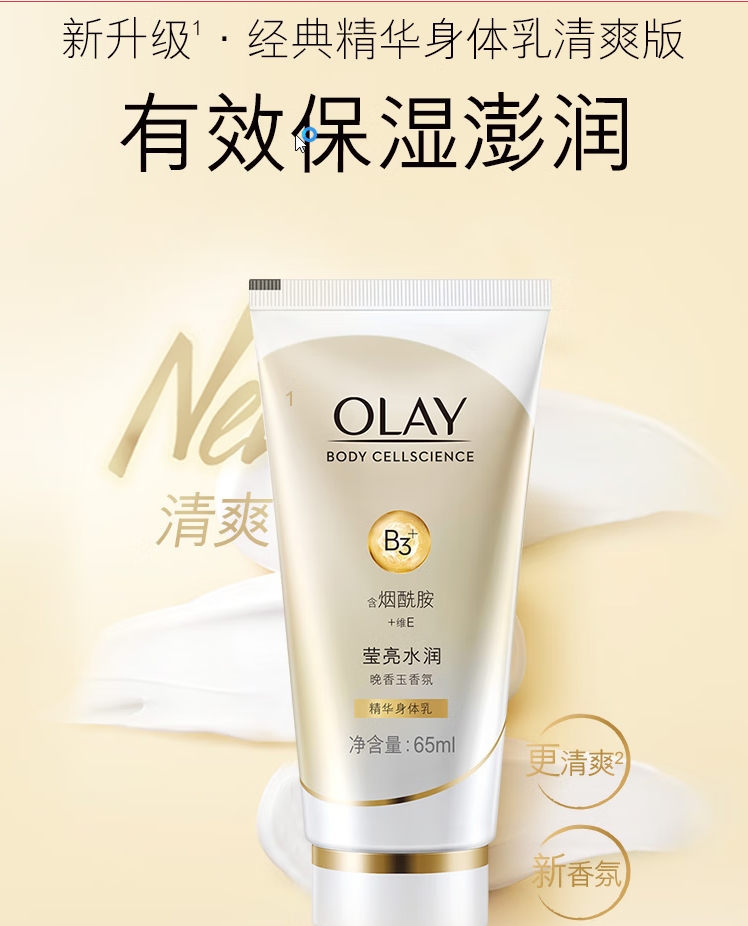 新升级¹·经典精华身体乳清爽版
有效保湿澎润
1
清爽
OLAY
BODY CELLSCIENCE
B3+
含烟酰胺
+维E
莹亮水润
晚香玉香氛
精华身体乳
净含量:65ml
更清爽²
新香氛